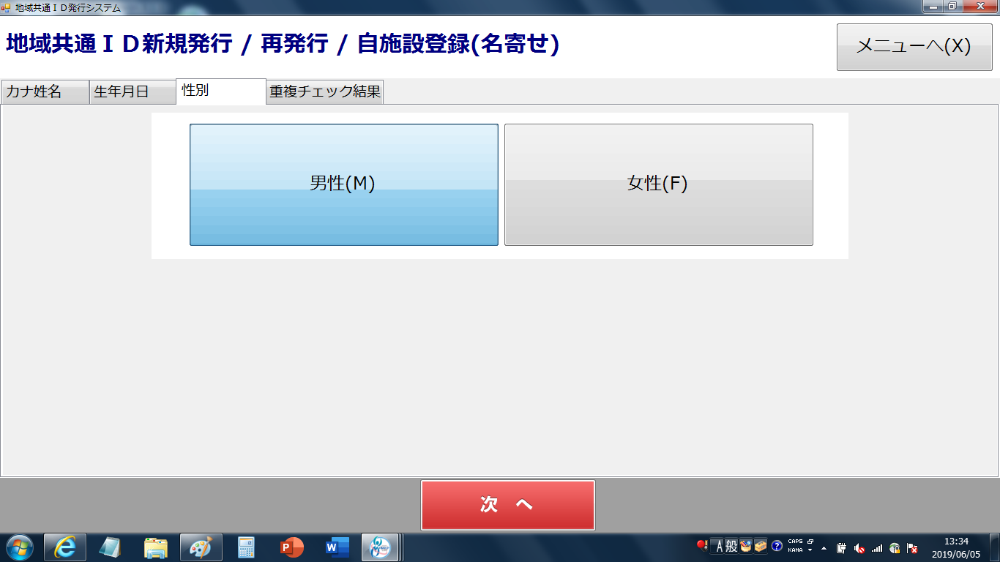 地域共通ＩＤ発行システム
地域共通ＩＤ新規発行 / 再発行 / 自施設登録(名寄せ)
メニューへ(X)
カナ姓名
生年月日
性別
重複チェック結果
男性(M)
女性(F)
次　へ
A 般
CAPS
KANA
13:34
2019/06/05